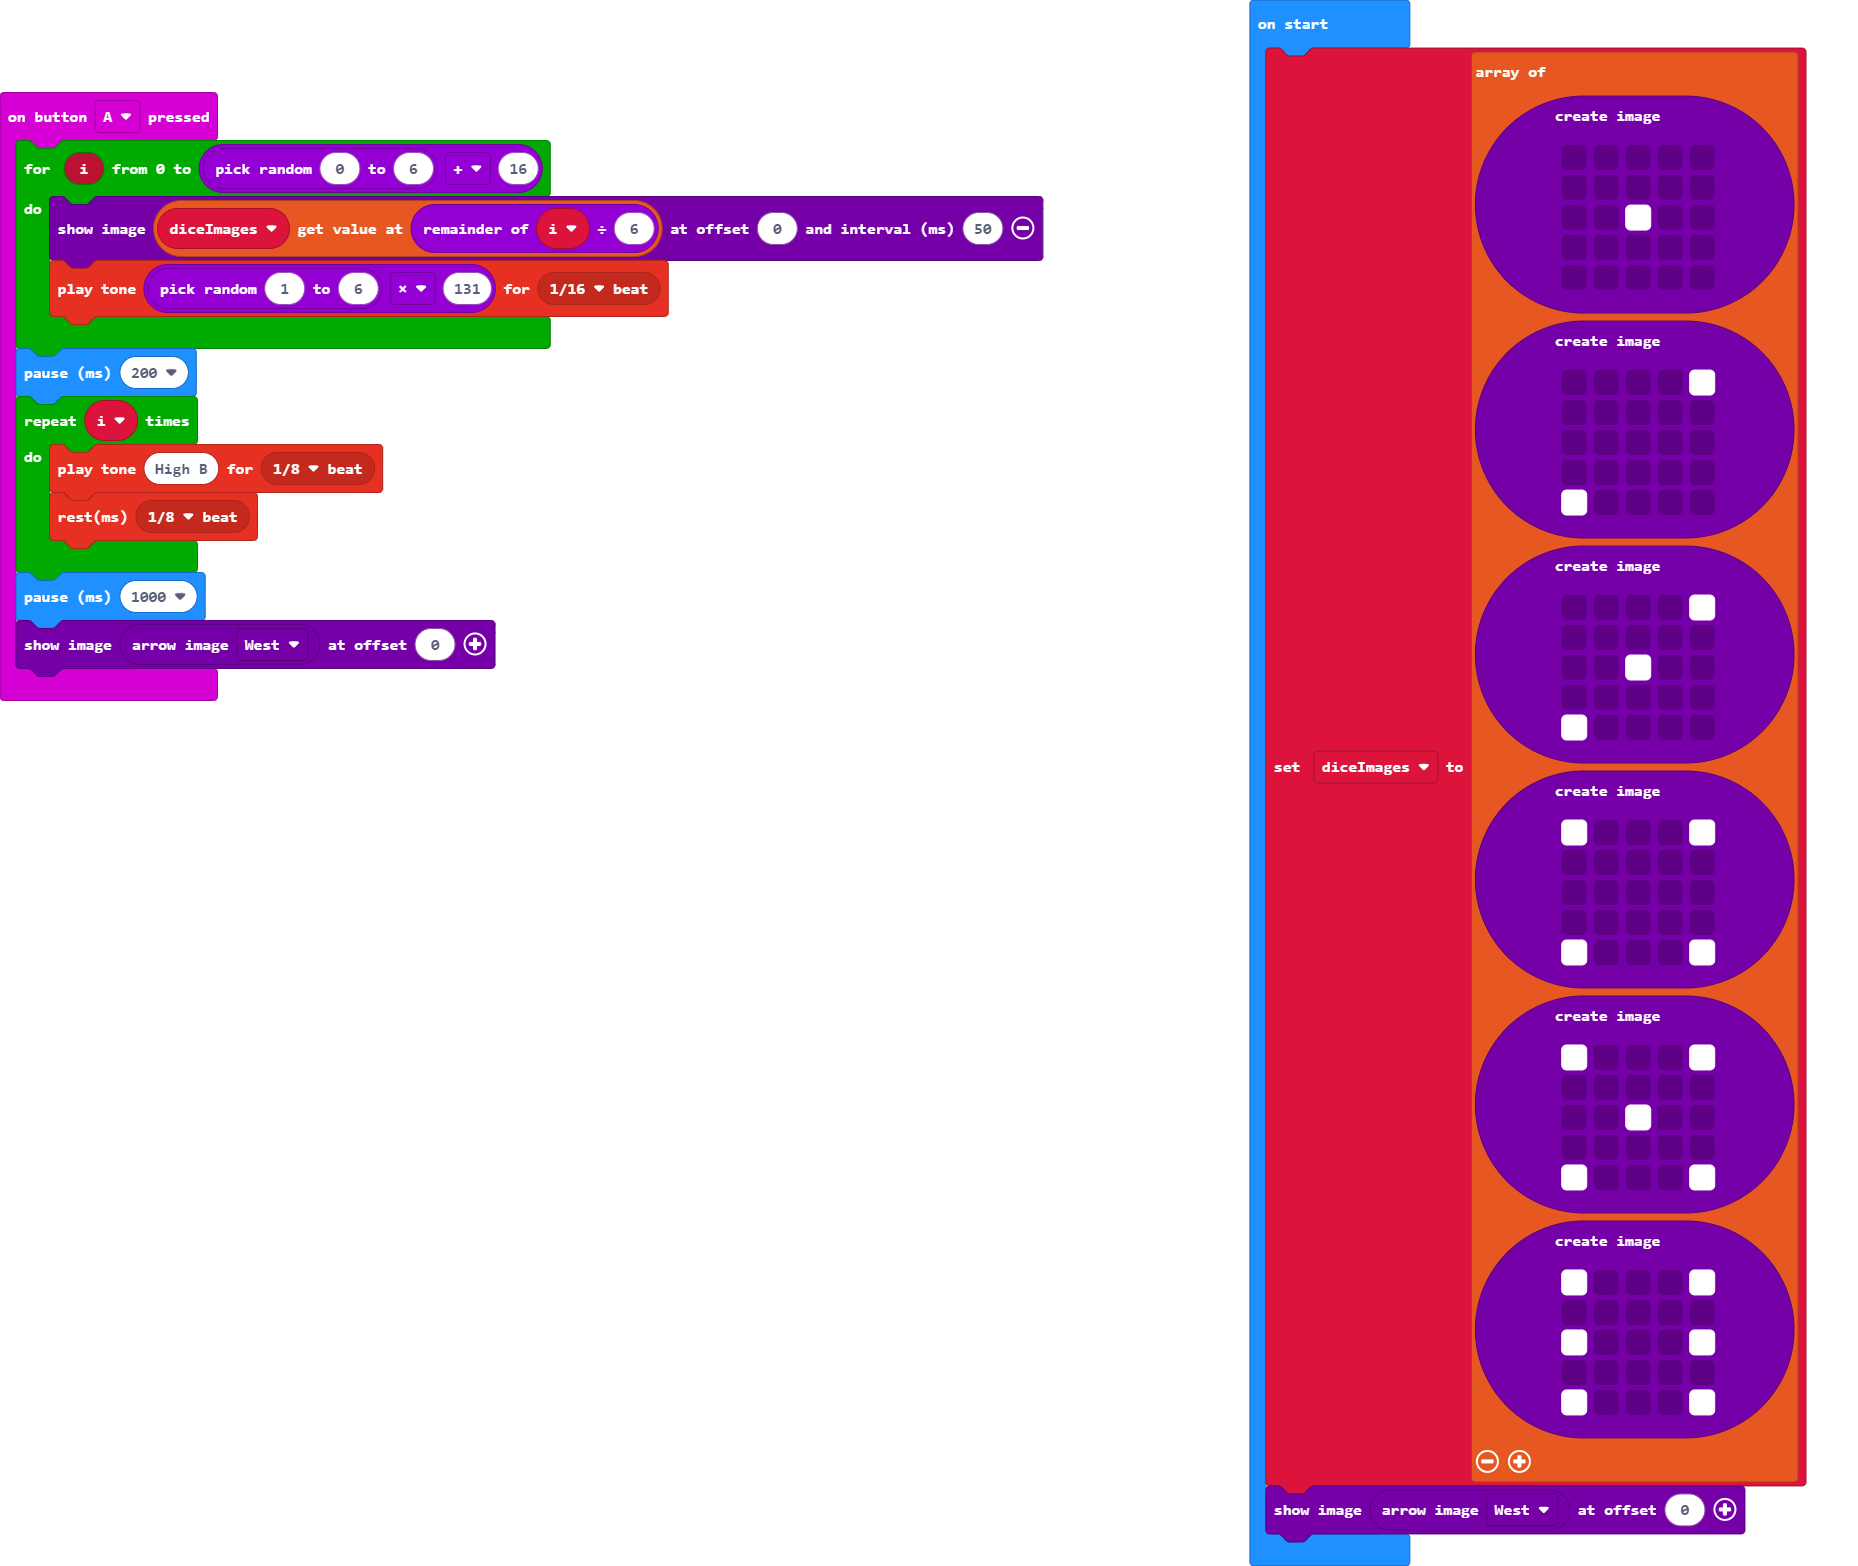 on button A pressed
for i from 0 to pick random 0 to 6 + 16
do
show image diceImages get value at remainder of i ÷ 6 at offset 0 and interval (ms) 50
play tone pick random 1 to 6 × 131 for 1/16 beat
pause (ms) 200
repeat i times
do
play tone High B for 1/8 beat
rest(ms) 1/8 beat
pause (ms) 1000
show image arrow image West at offset 0
on start
set diceImages to
array of
create image
create image
create image
create image
create image
create image
show image arrow image West at offset 0